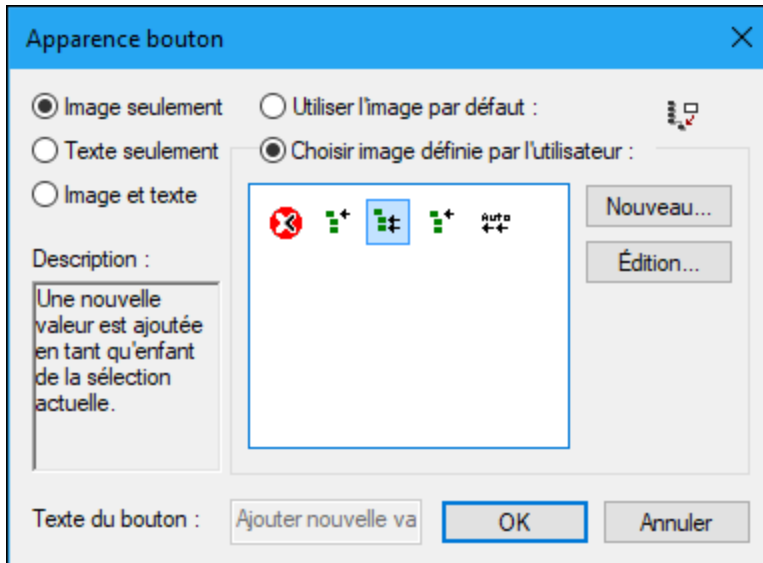 Apparence bouton
Image seulement
Utiliser l'image par défaut :
Texte seulement
Choisir image définie par l'utilisateur :
Image et texte
Auto
Nouveau...
Édition...
Description :
Une nouvelle
valeur est ajoutée
en tant qu'enfant
de la sélection
actuelle.
Texte du bouton :
Ajouter nouvelle va
OK
Annuler